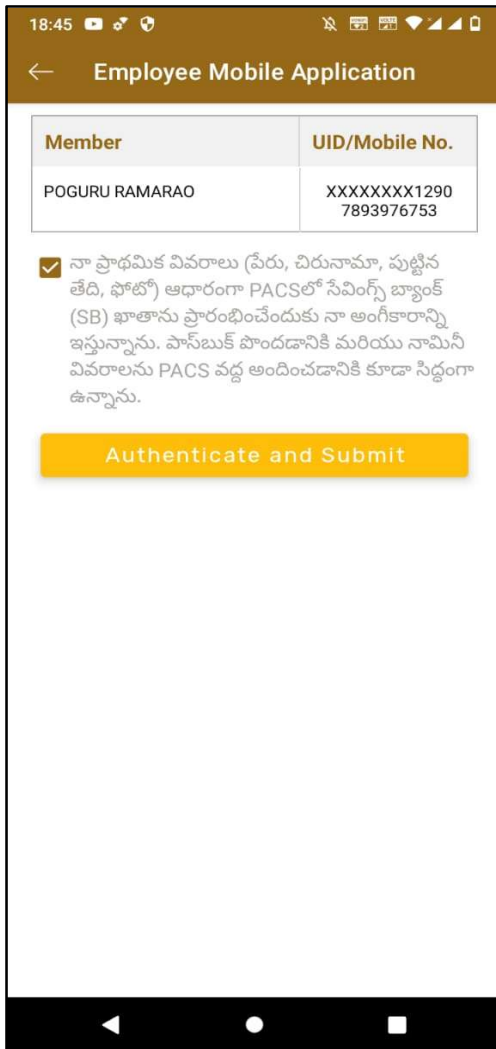 18:45
Employee Mobile Application
Member UID/Mobile No.
POGURU RAMARAO XXXXXXXX1290
7893976753
నా ప్రాథమిక వివరాలు (పేరు, చిరునామా, పుట్టిన
తేది, ఫోటో) ఆధారంగా PACSలో సేవింగ్స్ బ్యాంక్
(SB) ఖాతాను ప్రారంభించేందుకు నా అంగీకారాన్ని
ఇస్తున్నాను. పాస్‌బుక్ పొందడానికి మరియు నామినీ
వివరాలను PACS వద్ద అందించడానికి కూడా సిద్ధంగా
ఉన్నాను.
Authenticate and Submit